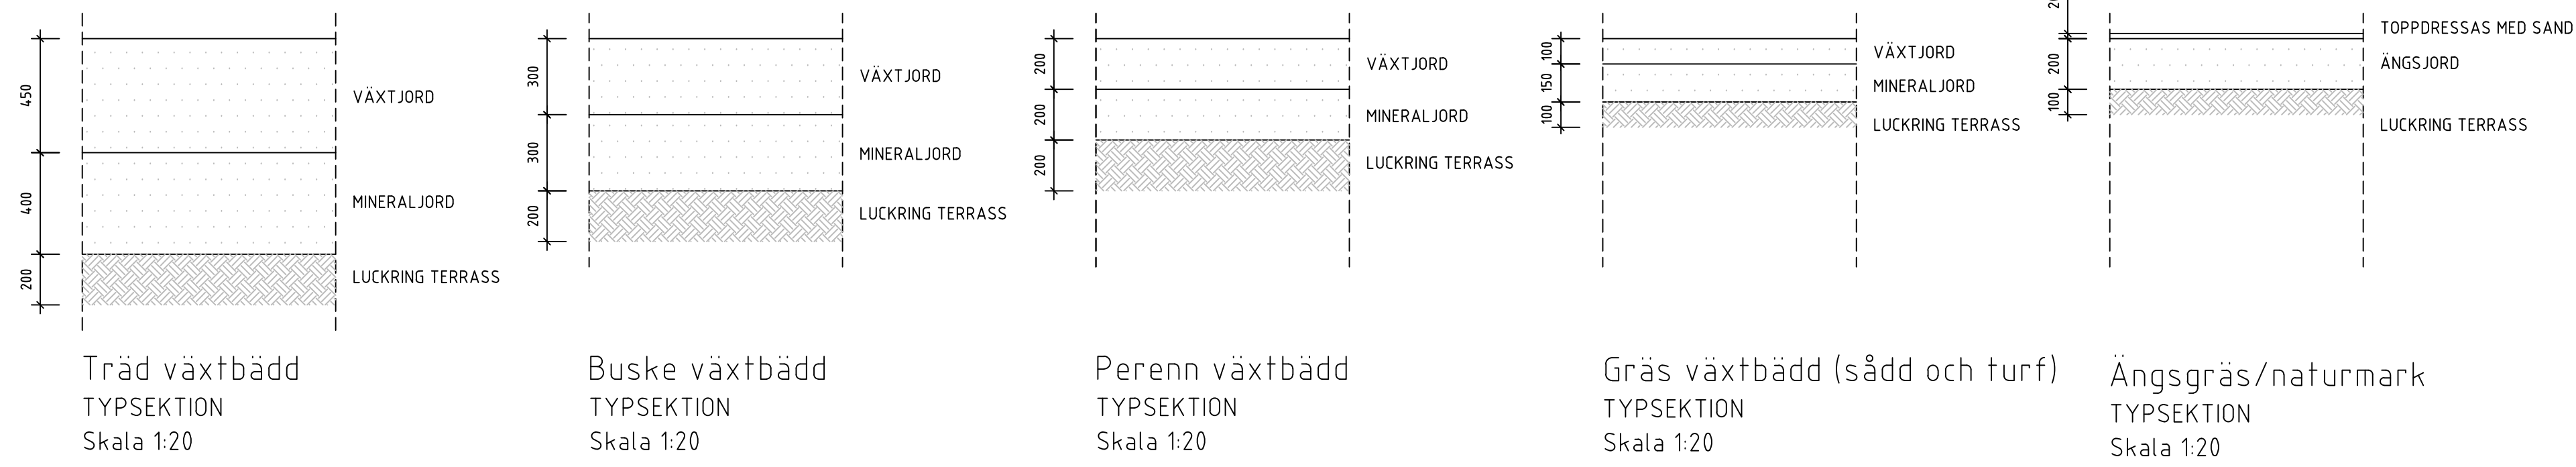 450
400
200
VÄXTJORD
MINERALJORD
LUCKRING TERRASS
Träd växtbädd
TYPSEKTION
Skala 1:20
300
300
200
VÄXTJORD
MINERALJORD
LUCKRING TERRASS
Buske växtbädd
TYPSEKTION
Skala 1:20
200
200
200
VÄXTJORD
MINERALJORD
LUCKRING TERRASS
Perenn växtbädd
TYPSEKTION
Skala 1:20
100
150
100
VÄXTJORD
MINERALJORD
LUCKRING TERRASS
Gräs växtbädd (sådd och turf)
TYPSEKTION
Skala 1:20
200
100
TOPPDRESSAS MED SAND
ÄNGSJORD
LUCKRING TERRASS
Ängsgräs/naturmark
TYPSEKTION
Skala 1:20